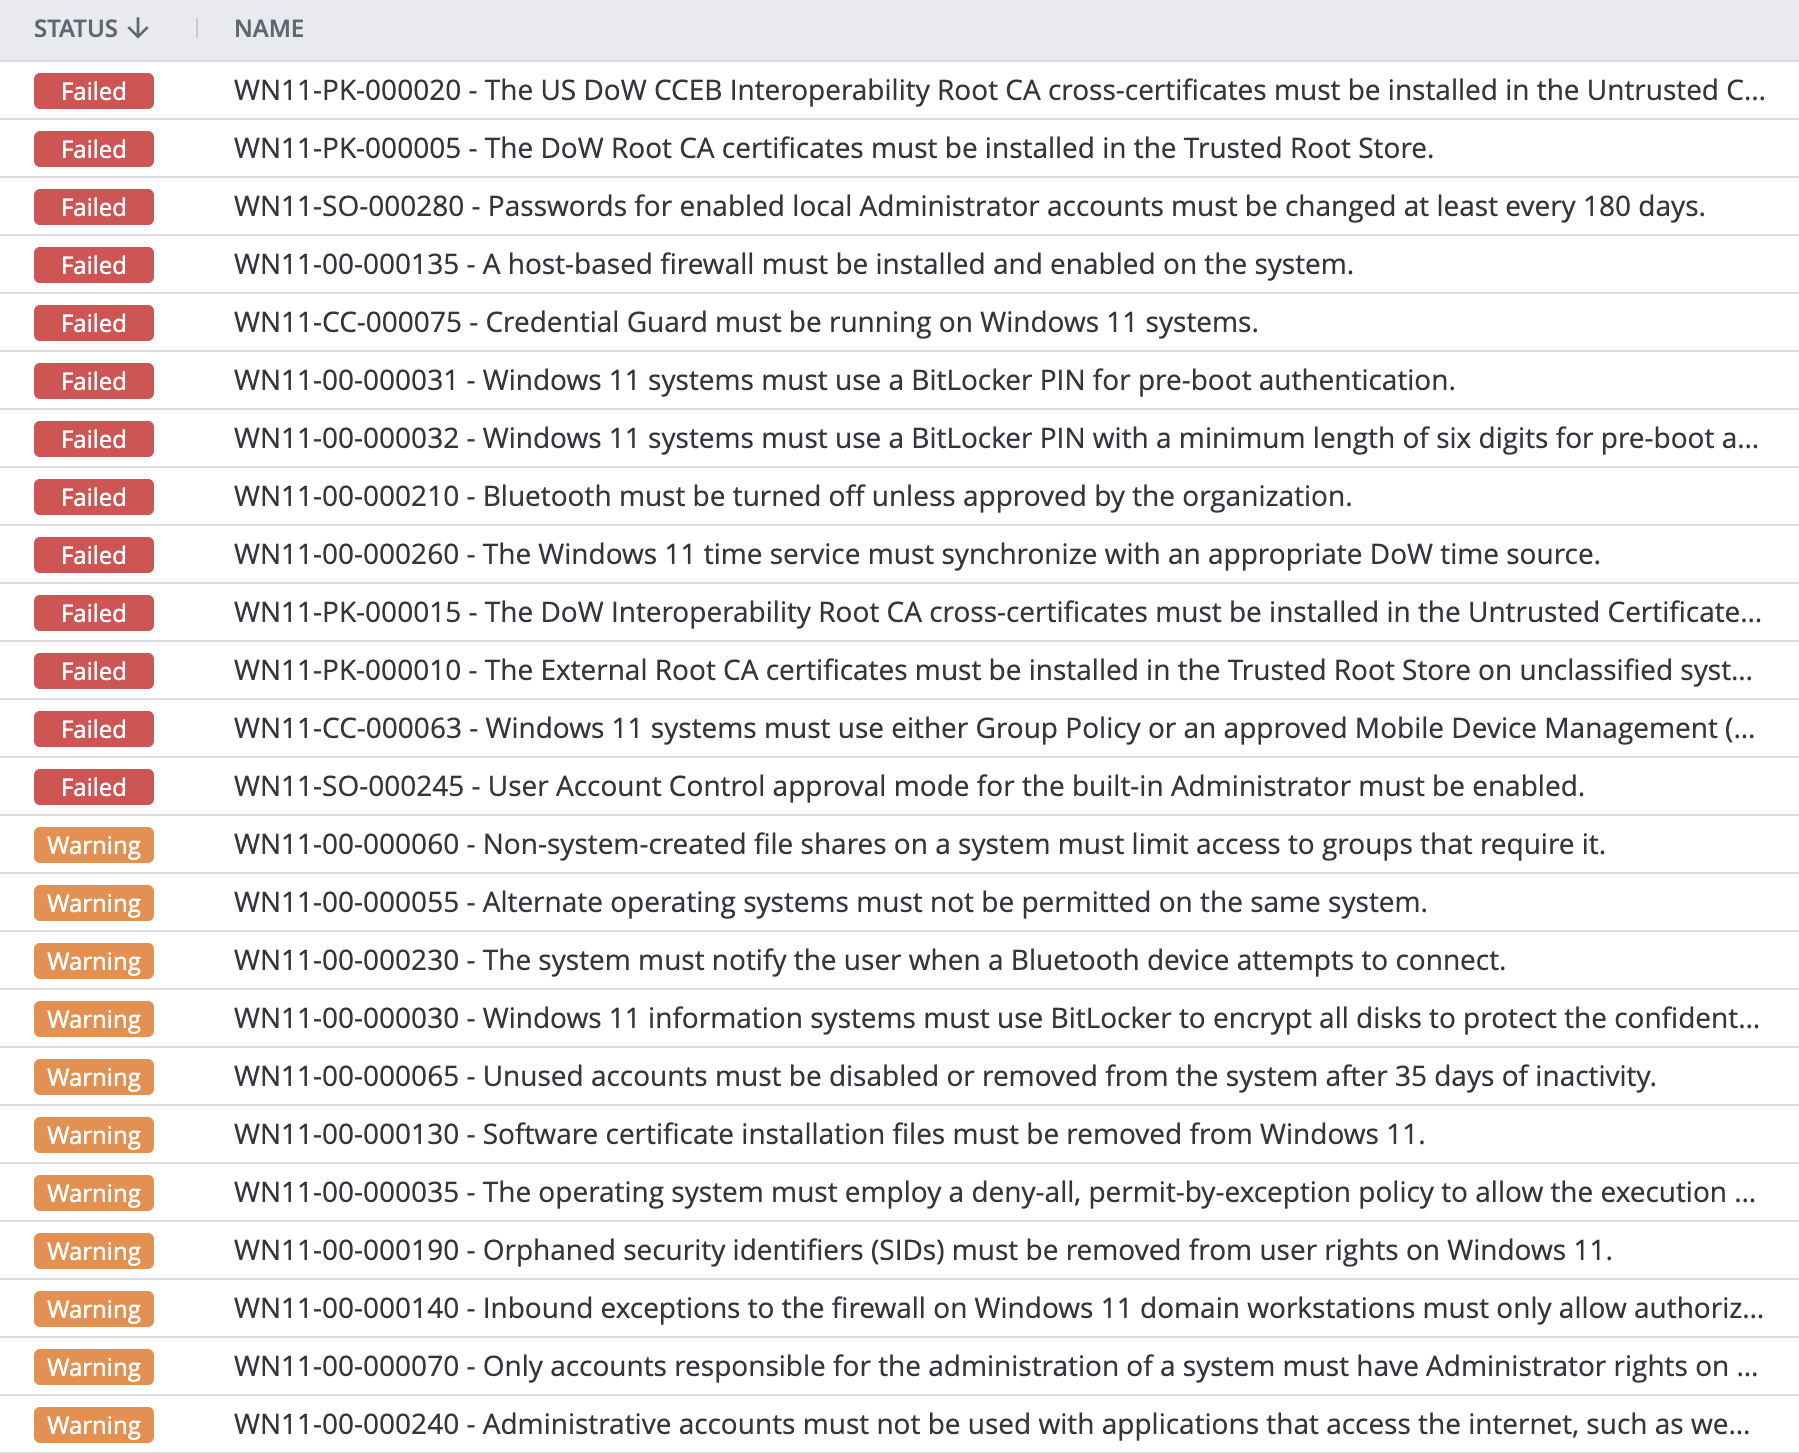 STATUS NAME
Failed WN11-PK-000020 - The US DoW CCEB Interoperability Root CA cross-certificates must be installed in the Untrusted C...
Failed WN11-PK-000005 - The DoW Root CA certificates must be installed in the Trusted Root Store.
Failed WN11-SO-000280 - Passwords for enabled local Administrator accounts must be changed at least every 180 days.
Failed WN11-00-000135 - A host-based firewall must be installed and enabled on the system.
Failed WN11-CC-000075 - Credential Guard must be running on Windows 11 systems.
Failed WN11-00-000031 - Windows 11 systems must use a BitLocker PIN for pre-boot authentication.
Failed WN11-00-000032 - Windows 11 systems must use a BitLocker PIN with a minimum length of six digits for pre-boot a...
Failed WN11-00-000210 - Bluetooth must be turned off unless approved by the organization.
Failed WN11-00-000260 - The Windows 11 time service must synchronize with an appropriate DoW time source.
Failed WN11-PK-000015 - The DoW Interoperability Root CA cross-certificates must be installed in the Untrusted Certificate...
Failed WN11-PK-000010 - The External Root CA certificates must be installed in the Trusted Root Store on unclassified syst...
Failed WN11-CC-000063 - Windows 11 systems must use either Group Policy or an approved Mobile Device Management (...
Failed WN11-SO-000245 - User Account Control approval mode for the built-in Administrator must be enabled.
Warning WN11-00-000060 - Non-system-created file shares on a system must limit access to groups that require it.
Warning WN11-00-000055 - Alternate operating systems must not be permitted on the same system.
Warning WN11-00-000230 - The system must notify the user when a Bluetooth device attempts to connect.
Warning WN11-00-000030 - Windows 11 information systems must use BitLocker to encrypt all disks to protect the confident...
Warning WN11-00-000065 - Unused accounts must be disabled or removed from the system after 35 days of inactivity.
Warning WN11-00-000130 - Software certificate installation files must be removed from Windows 11.
Warning WN11-00-000035 - The operating system must employ a deny-all, permit-by-exception policy to allow the execution ...
Warning WN11-00-000190 - Orphaned security identifiers (SIDs) must be removed from user rights on Windows 11.
Warning WN11-00-000140 - Inbound exceptions to the firewall on Windows 11 domain workstations must only allow authoriz...
Warning WN11-00-000070 - Only accounts responsible for the administration of a system must have Administrator rights on ...
Warning WN11-00-000240 - Administrative accounts must not be used with applications that access the internet, such as we...